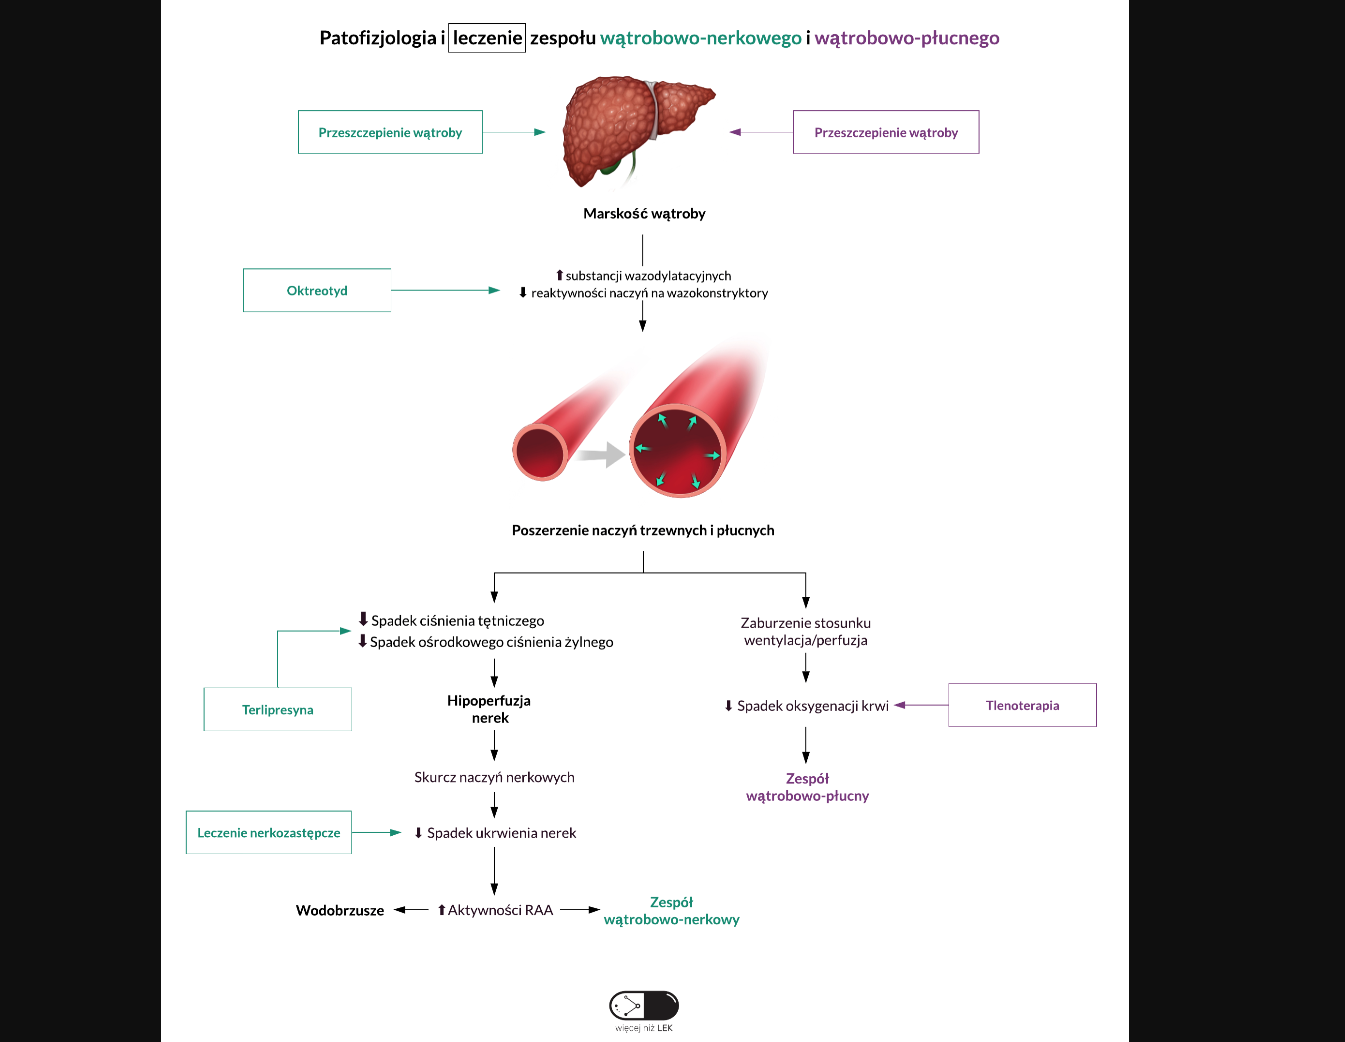 Patofizjologia i leczenie zespołu wątrobowo-nerkowego i wątrobowo-płucnego
Przeszczepienie wątroby
Przeszczepienie wątroby
Marskość wątroby
⬆ substancji wazodylatacyjnych
⬇ reaktywności naczyń na wazokonstryktory
Oktreotyd
Poszerzenie naczyń trzewnych i płucnych
⬇ Spadek ciśnienia tętniczego
⬇ Spadek ośrodkowego ciśnienia żylnego
Zaburzenie stosunku
wentylacja/perfuzja
Terlipresyna
Hipoperfuzja
nerek
⬇ Spadek oksygenacji krwi
Tlenoterapia
Skurcz naczyń nerkowych
Zespół
wątrobowo-płucny
Leczenie nerkozastępcze
⬇ Spadek ukrwienia nerek
Wodobrzusze
⬆ Aktywności RAA
Zespół
wątrobowo-nerkowy
więcej niż LEK